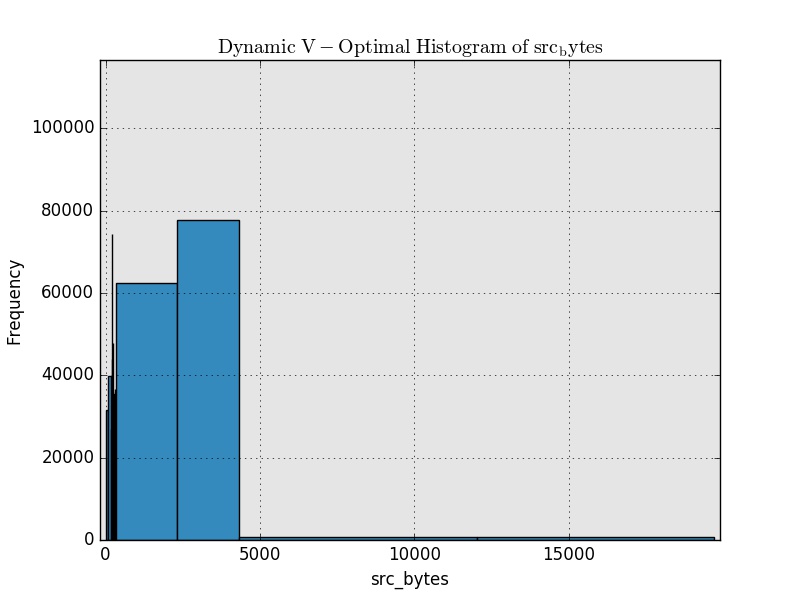 Dynamic V − Optimal Histogram of src_bytes
100000
80000
60000
40000
20000
0
Frequency
0 5000 10000 15000
src_bytes